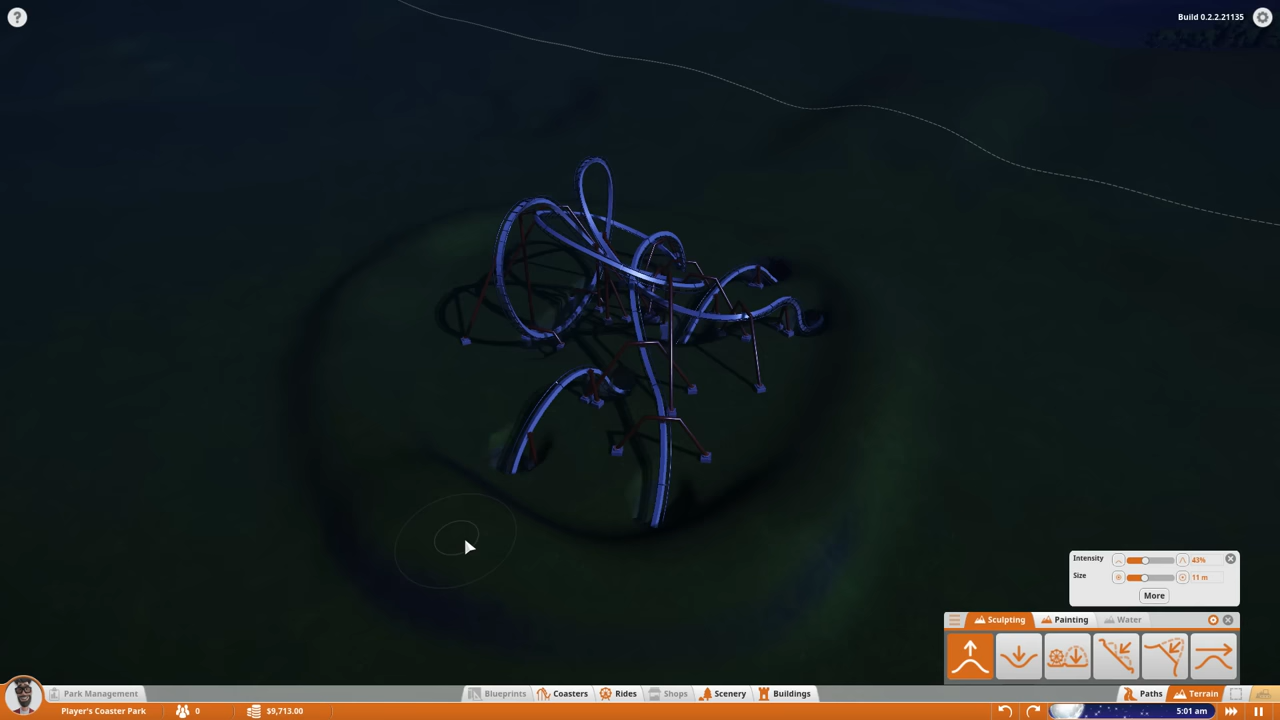 ?
Build 0.2.2.21135
Intensity 43%
Size 11 m
More
Sculpting Painting Water
Park Management Blueprints Coasters Rides Shops Scenery Buildings Paths Terrain
Player's Coaster Park 0 $9,713.00 5:01 am